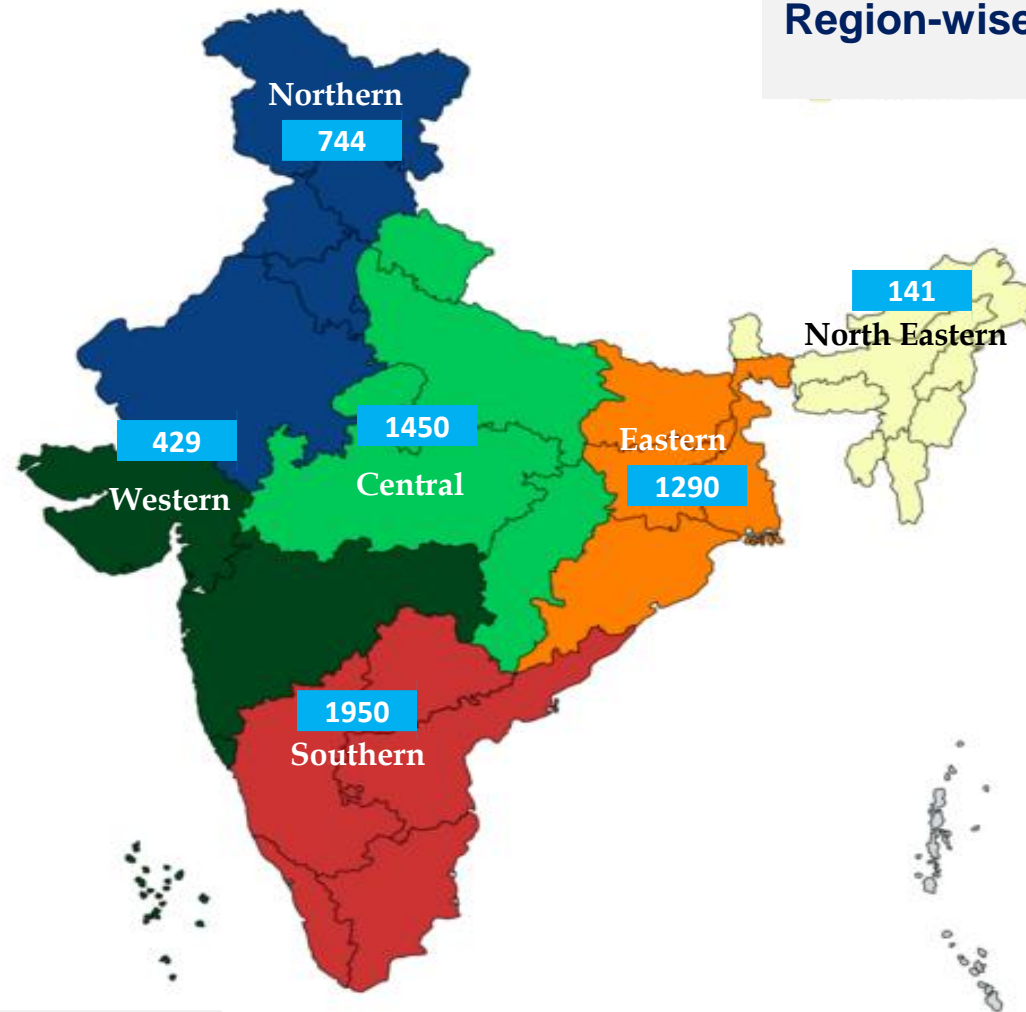 Region-wise
Northern
744
141
North Eastern
429
Western
1450
Central
Eastern
1290
1950
Southern